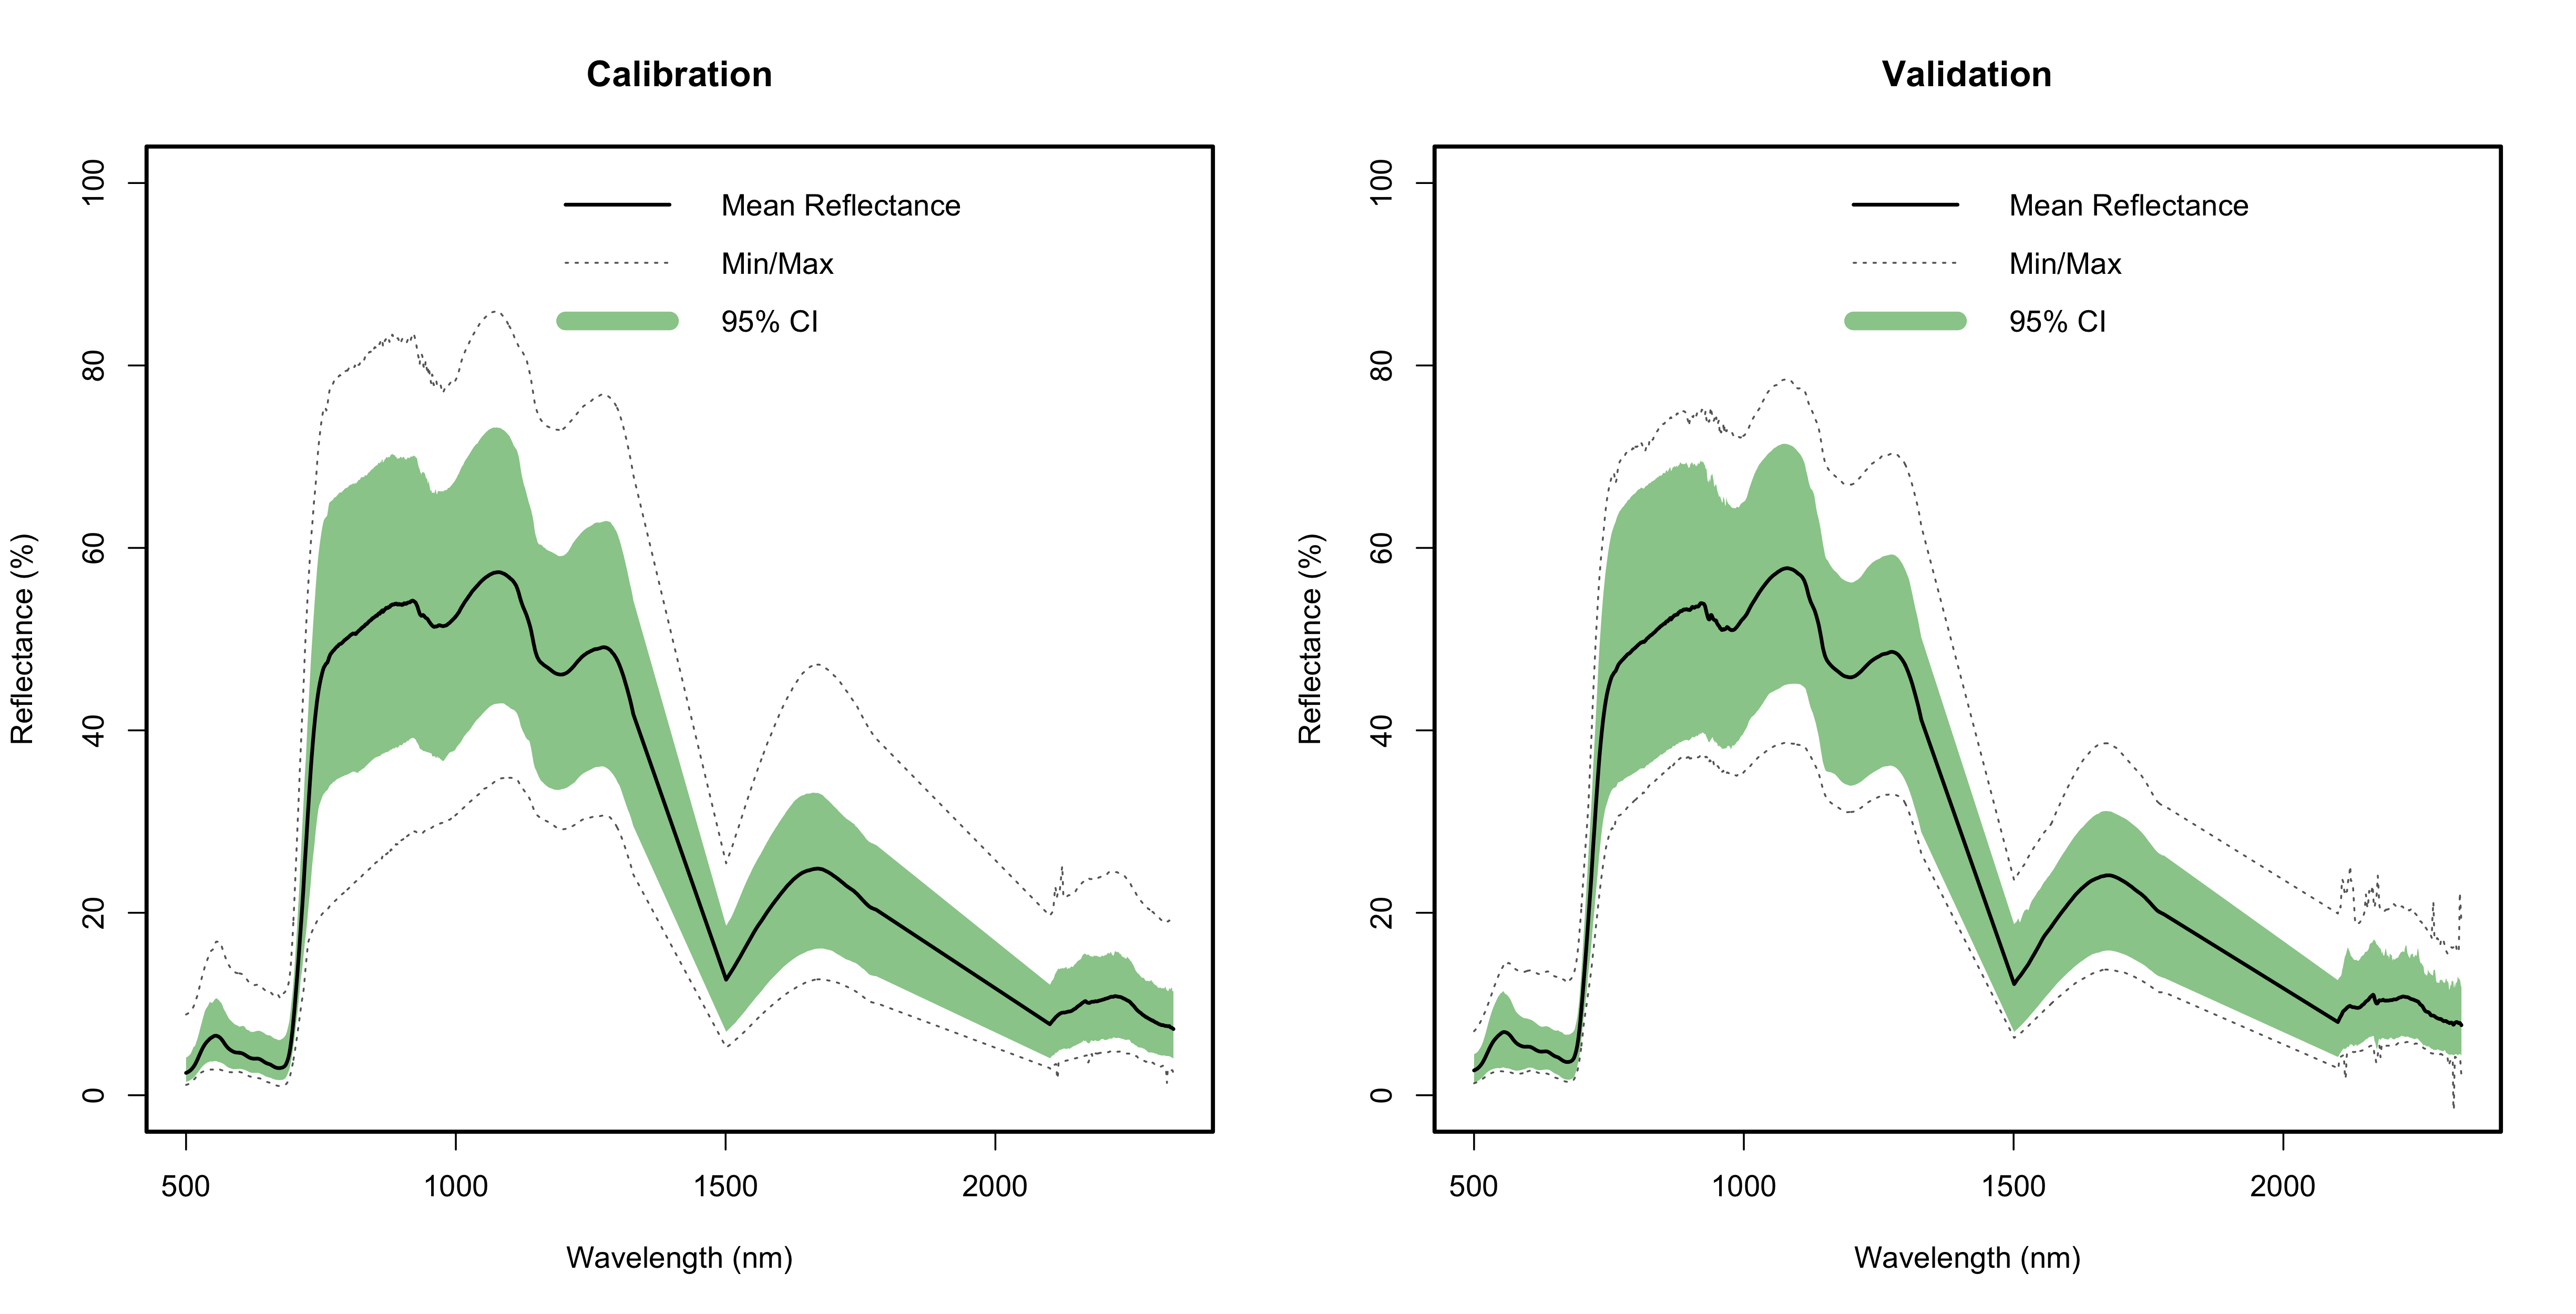 Calibration
Reflectance (%)
100
80
60
40
20
0
Mean Reflectance
Min/Max
95% CI
500 1000 1500 2000
Wavelength (nm)
Validation
Reflectance (%)
100
80
60
40
20
0
Mean Reflectance
Min/Max
95% CI
500 1000 1500 2000
Wavelength (nm)